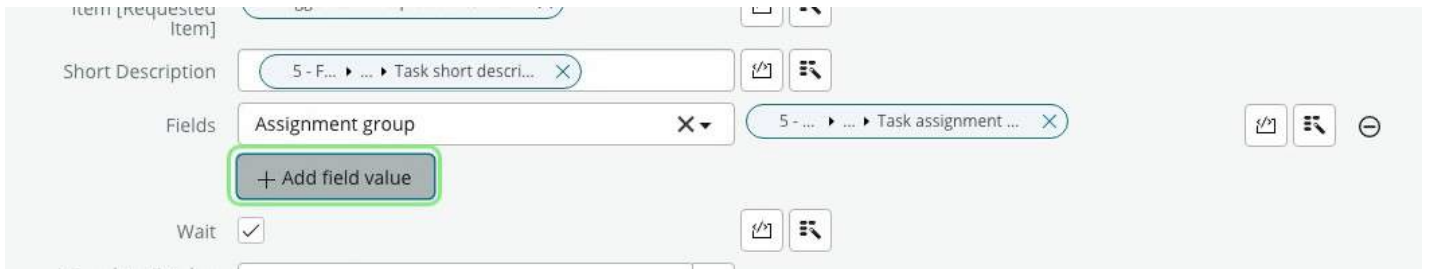 Item [Requested
Item]
Short Description 5 - F... ▸ ... ▸ Task short descri...
Fields Assignment group 5 - ... ▸ ... ▸ Task assignment ...
+ Add field value
Wait